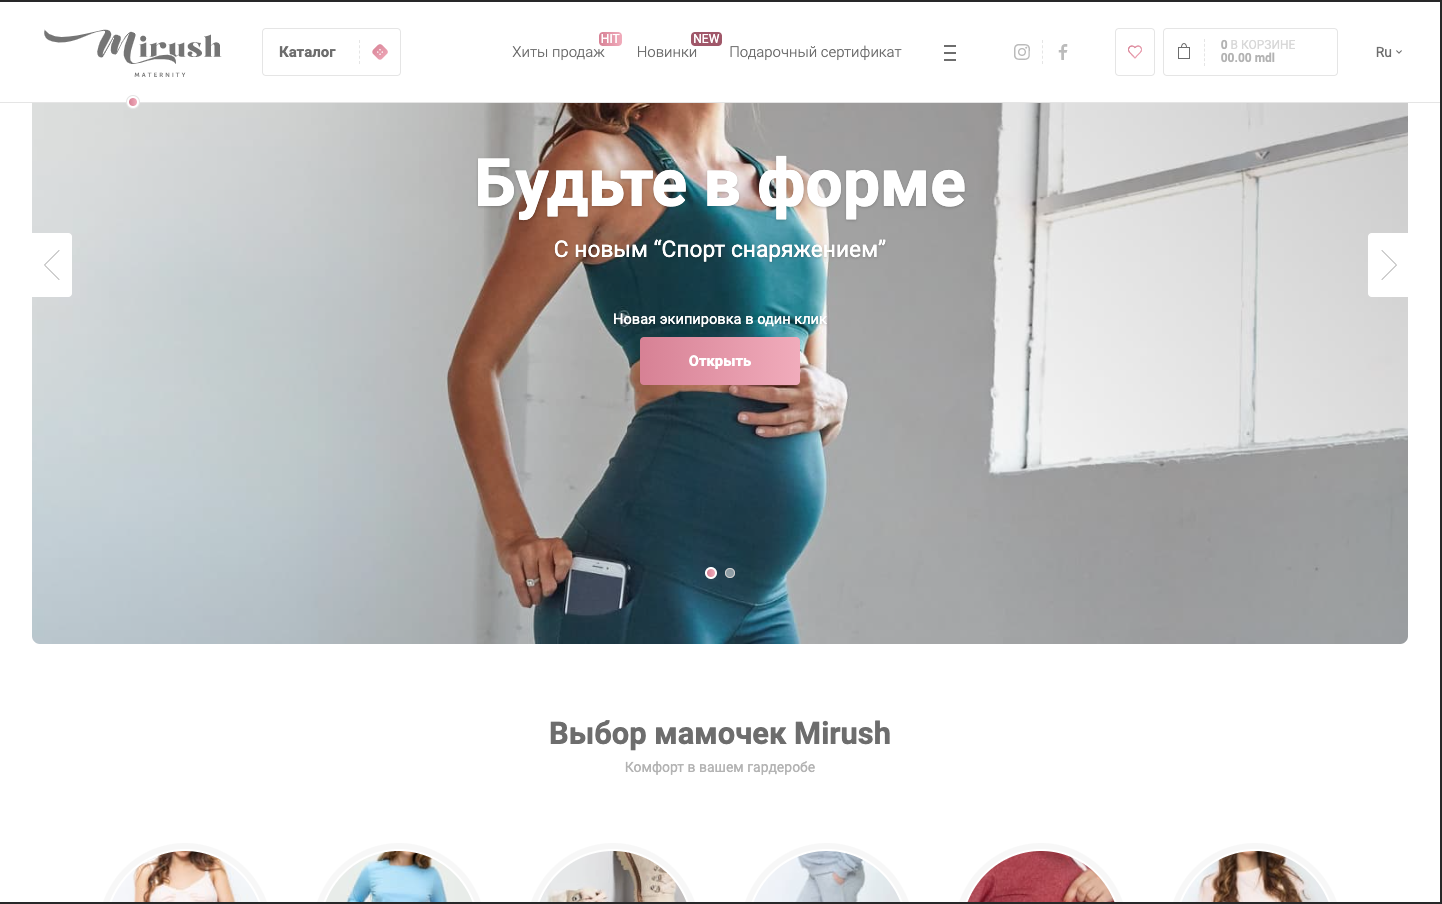 Mirush
MATERNITY
Каталог
Хиты продаж HIT
Новинки NEW
Подарочный сертификат
0 В КОРЗИНЕ
00.00 mdl
Ru
Будьте в форме
С новым “Спорт снаряжением”
Новая экипировка в один клик
Открыть
Выбор мамочек Mirush
Комфорт в вашем гардеробе